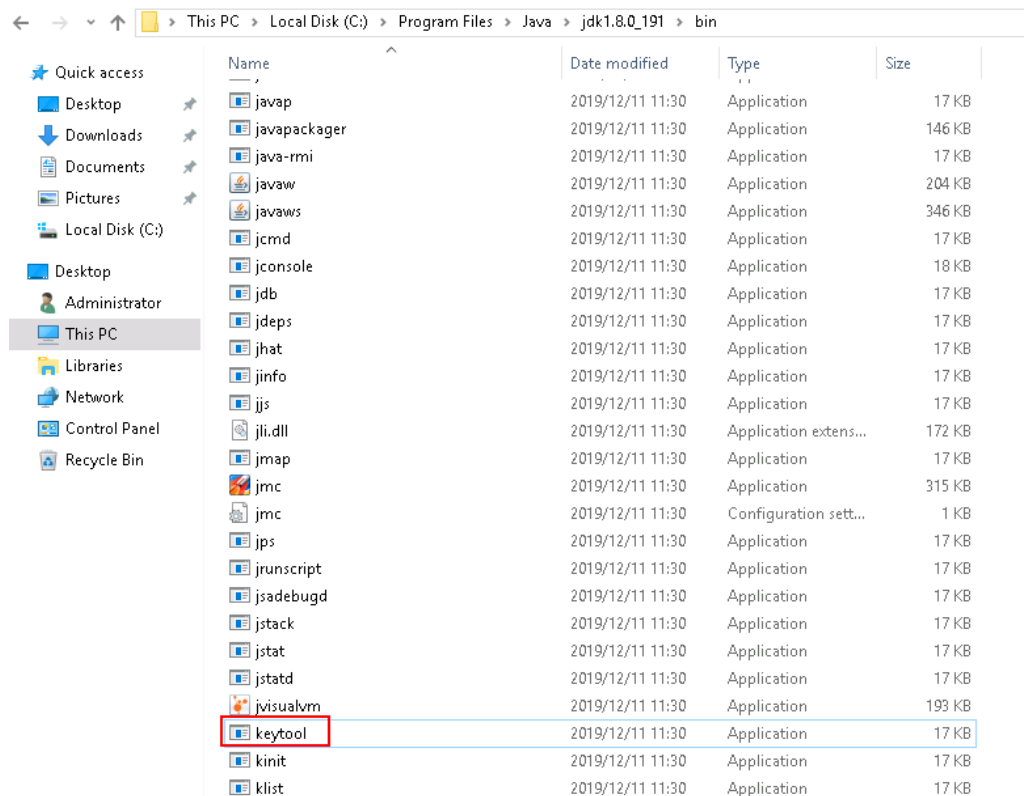 This PC > Local Disk (C:) > Program Files > Java > jdk1.8.0_191 > bin
Quick access
Desktop
Downloads
Documents
Pictures
Local Disk (C:)
Desktop
Administrator
This PC
Libraries
Network
Control Panel
Recycle Bin
Name Date modified Type Size
javap 2019/12/11 11:30 Application 17 KB
javapackager 2019/12/11 11:30 Application 146 KB
java-rmi 2019/12/11 11:30 Application 17 KB
javaw 2019/12/11 11:30 Application 204 KB
javaws 2019/12/11 11:30 Application 346 KB
jcmd 2019/12/11 11:30 Application 17 KB
jconsole 2019/12/11 11:30 Application 18 KB
jdb 2019/12/11 11:30 Application 17 KB
jdeps 2019/12/11 11:30 Application 17 KB
jhat 2019/12/11 11:30 Application 17 KB
jinfo 2019/12/11 11:30 Application 17 KB
jjs 2019/12/11 11:30 Application 17 KB
jli.dll 2019/12/11 11:30 Application extens... 172 KB
jmap 2019/12/11 11:30 Application 17 KB
jmc 2019/12/11 11:30 Application 315 KB
jmc 2019/12/11 11:30 Configuration sett... 1 KB
jps 2019/12/11 11:30 Application 17 KB
jrunscript 2019/12/11 11:30 Application 17 KB
jsadebugd 2019/12/11 11:30 Application 17 KB
jstack 2019/12/11 11:30 Application 17 KB
jstat 2019/12/11 11:30 Application 17 KB
jstatd 2019/12/11 11:30 Application 17 KB
jvisualvm 2019/12/11 11:30 Application 193 KB
keytool 2019/12/11 11:30 Application 17 KB
kinit 2019/12/11 11:30 Application 17 KB
klist 2019/12/11 11:30 Application 17 KB